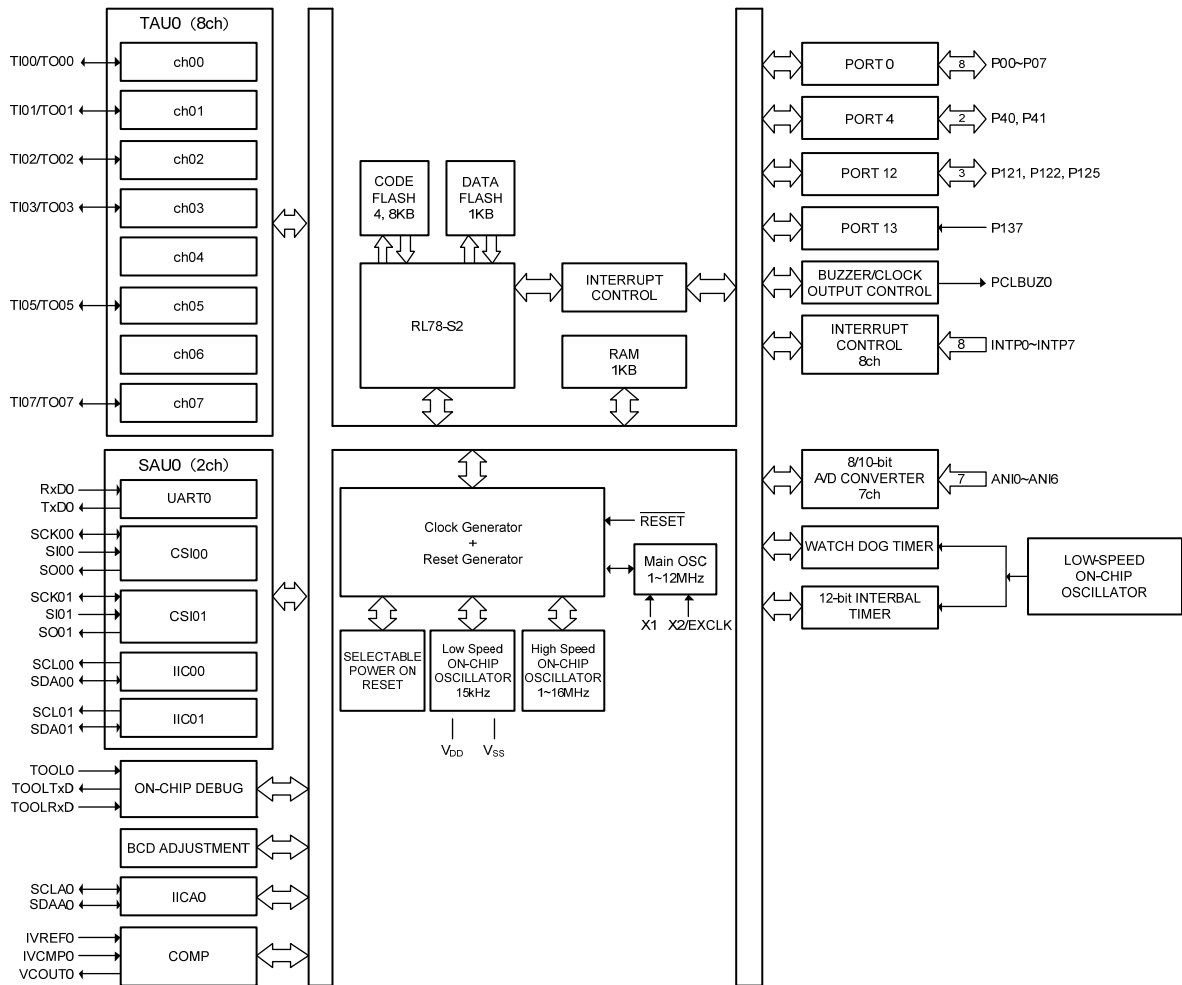 TAU0 (8ch)
TI00/TO00
ch00
TI01/TO01
ch01
TI02/TO02
ch02
TI03/TO03
ch03
ch04
TI05/TO05
ch05
ch06
TI07/TO07
ch07
SAU0 (2ch)
RxD0
TxD0
UART0
SCK00
SI00
SO00
CSI00
SCK01
SI01
SO01
CSI01
SCL00
SDA00
IIC00
SCL01
SDA01
IIC01
TOOL0
TOOLTxD
TOOLRxD
ON-CHIP DEBUG
BCD ADJUSTMENT
SCLA0
SDAA0
IICA0
IVREF0
IVCMP0
VCOUT0
COMP
CODE
FLASH
4, 8KB
DATA
FLASH
1KB
RL78-S2
INTERRUPT
CONTROL
RAM
1KB
Clock Generator
+
Reset Generator
RESET
Main OSC
1~12MHz
X1
X2/EXCLK
SELECTABLE
POWER ON
RESET
Low Speed
ON-CHIP
OSCILLATOR
15kHz
High Speed
ON-CHIP
OSCILLATOR
1~16MHz
VDD
VSS
PORT 0
8
P00~P07
PORT 4
2
P40, P41
PORT 12
3
P121, P122, P125
PORT 13
P137
BUZZER/CLOCK
OUTPUT CONTROL
PCLBUZ0
INTERRUPT
CONTROL
8ch
8
INTP0~INTP7
8/10-bit
A/D CONVERTER
7ch
7
ANI0~ANI6
WATCH DOG TIMER
12-bit INTERBAL
TIMER
LOW-SPEED
ON-CHIP
OSCILLATOR